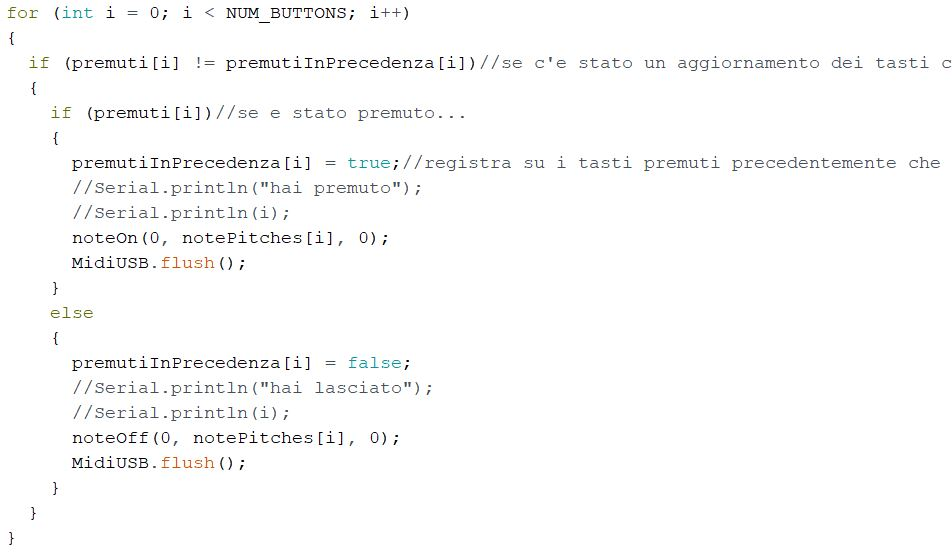 for (int i = 0; i < NUM_BUTTONS; i++)
{
if (premuti[i] != premutiInPrecedenza[i])//se c'e stato un aggiornamento dei tasti c
{
if (premuti[i])//se e stato premuto...
{
premutiInPrecedenza[i] = true;//registra su i tasti premuti precedentemente che
//Serial.println("hai premuto");
//Serial.println(i);
noteOn(0, notePitches[i], 0);
MidiUSB.flush();
}
else
{
premutiInPrecedenza[i] = false;
//Serial.println("hai lasciato");
//Serial.println(i);
noteOff(0, notePitches[i], 0);
MidiUSB.flush();
}
}
}